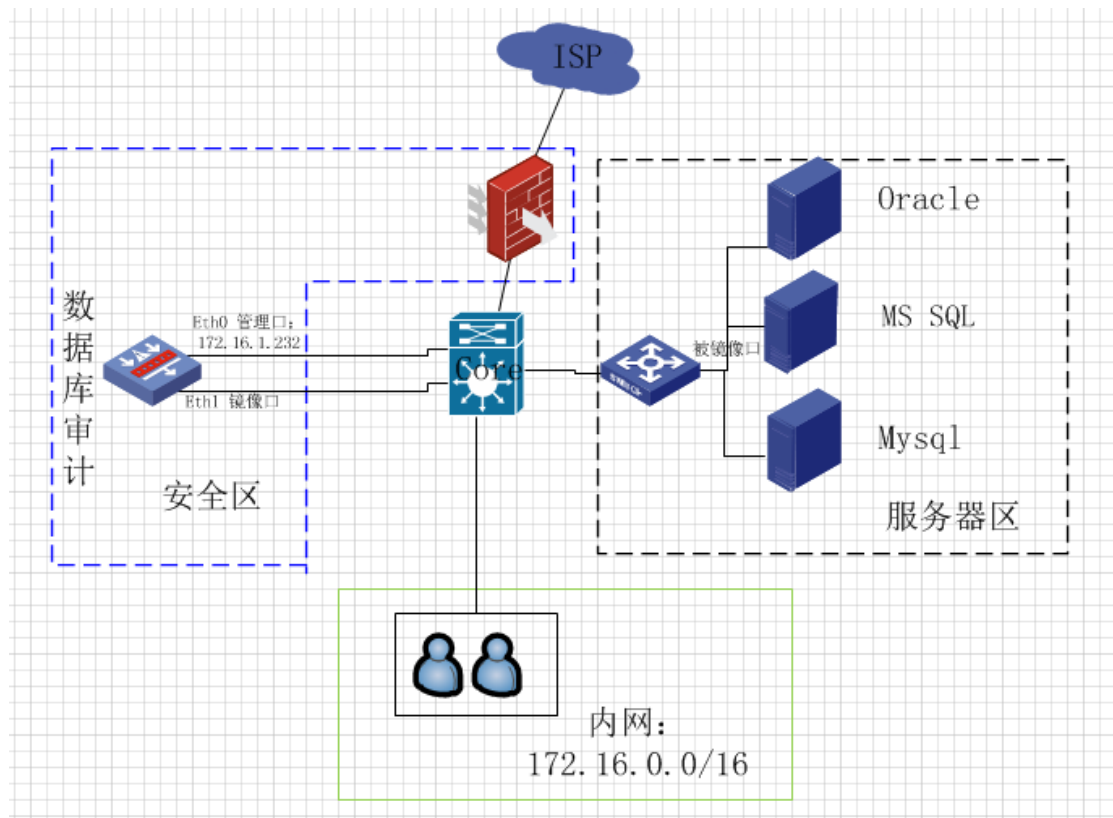 ISP
Oracle
数据库审计
Eth0 管理口:
172.16.1.232
MS SQL
被镜像口
Core
Eth1 镜像口
Mysql
安全区
服务器区
内网:
172.16.0.0/16